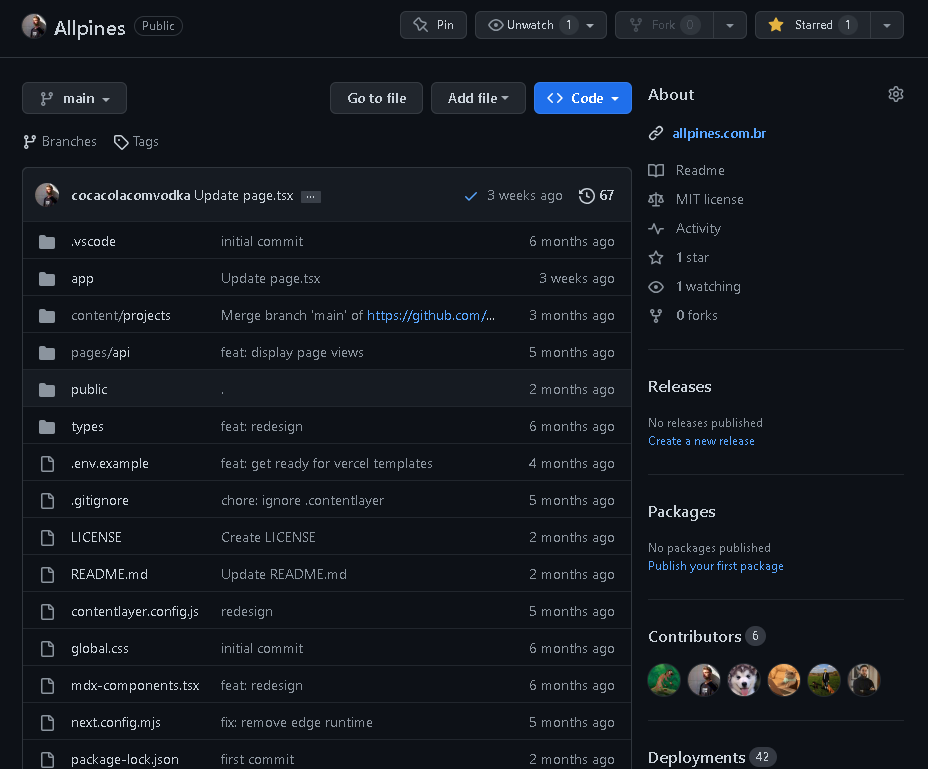 Allpines Public Pin Unwatch 1 Fork 0 Starred 1
main Go to file Add file Code
Branches Tags
cocacolacomvodka Update page.tsx ... 3 weeks ago 67
.vscode initial commit 6 months ago
app Update page.tsx 3 weeks ago
content/projects Merge branch 'main' of https://github.com/... 3 months ago
pages/api feat: display page views 5 months ago
public . 2 months ago
types feat: redesign 6 months ago
.env.example feat: get ready for vercel templates 4 months ago
.gitignore chore: ignore .contentlayer 5 months ago
LICENSE Create LICENSE 2 months ago
README.md Update README.md 2 months ago
contentlayer.config.js redesign 5 months ago
global.css initial commit 6 months ago
mdx-components.tsx feat: redesign 6 months ago
next.config.mjs fix: remove edge runtime 5 months ago
package-lock.json first commit 2 months ago
About
allpines.com.br
Readme
MIT license
Activity
1 star
1 watching
0 forks
Releases
No releases published
Create a new release
Packages
No packages published
Publish your first package
Contributors 6
Deployments 42